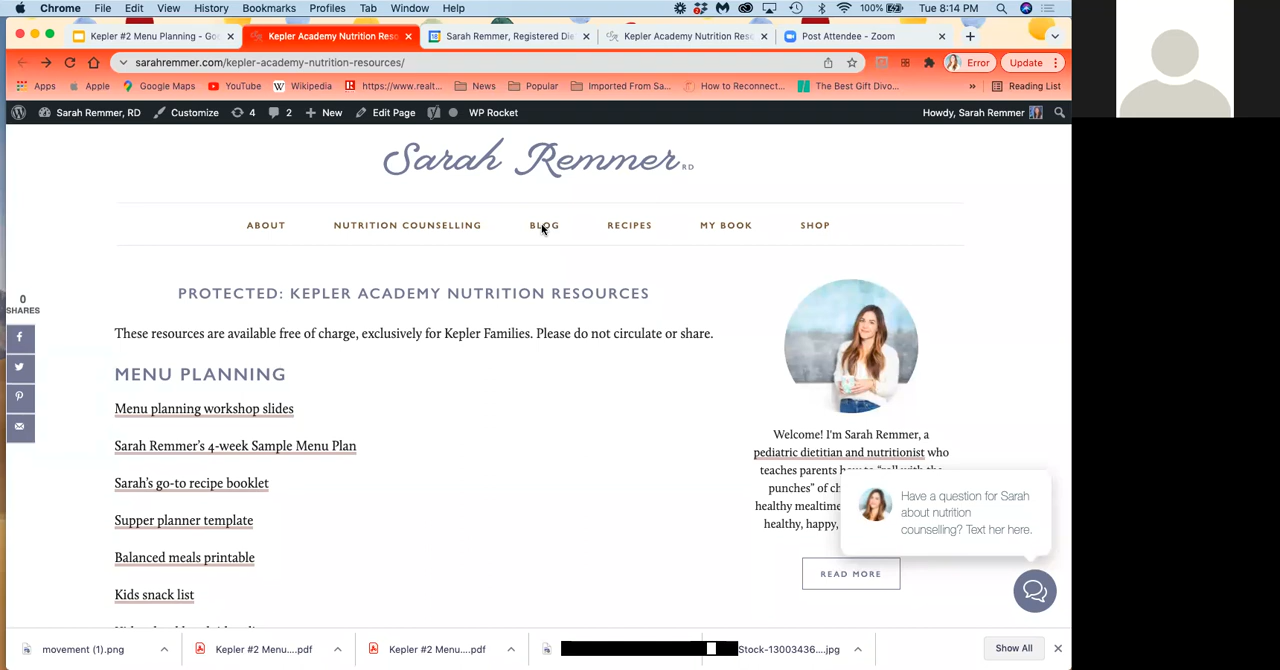 Chrome File Edit View History Bookmarks Profiles Tab Window Help 100% Tue 8:14 PM
Kepler #2 Menu Planning - Go Kepler Academy Nutrition Reso Sarah Remmer, Registered Die Kepler Academy Nutrition Reso Post Attendee - Zoom
sarahremmer.com/kepler-academy-nutrition-resources/ Error Update
Apps Apple Google Maps YouTube Wikipedia https://www.realt... News Popular Imported From Sa... How to Reconnect... The Best Gift Divo... » Reading List
Sarah Remmer, RD Customize 4 2 + New Edit Page WP Rocket Howdy, Sarah Remmer
Sarah Remmer RD
ABOUT NUTRITION COUNSELLING BLOG RECIPES MY BOOK SHOP
0
SHARES
PROTECTED: KEPLER ACADEMY NUTRITION RESOURCES
These resources are available free of charge, exclusively for Kepler Families. Please do not circulate or share.
MENU PLANNING
Menu planning workshop slides
Sarah Remmer's 4-week Sample Menu Plan
Sarah's go-to recipe booklet
Supper planner template
Balanced meals printable
Kids snack list
Welcome! I'm Sarah Remmer, a
pediatric dietitian and nutritionist who
teaches parents how to "roll with the
punches" of ch
healthy mealtime
healthy, happy,
READ MORE
Have a question for Sarah
about nutrition
counselling? Text her here.
movement (1).png Kepler #2 Menu....pdf Kepler #2 Menu....pdf Stock-13003436....jpg Show All